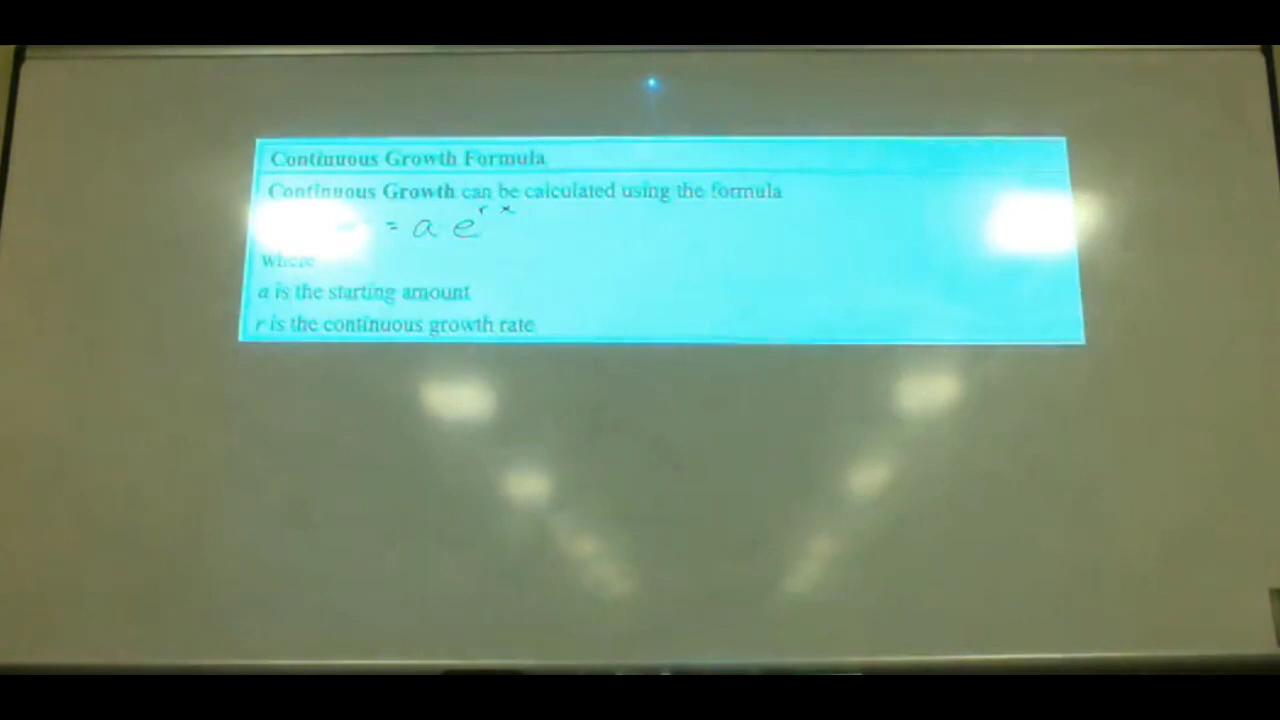 Continuous Growth Formula
Continuous Growth can be calculated using the formula
= a e^{r x}
where
a is the starting amount
r is the continuous growth rate